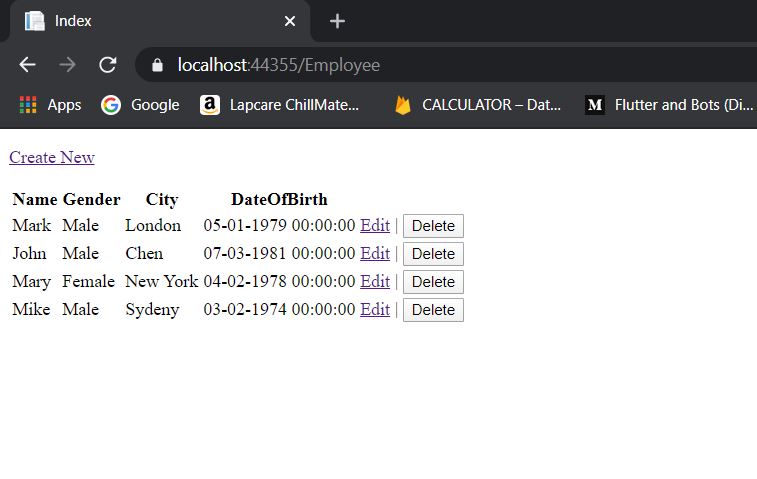 Index
localhost:44355/Employee
Apps Google Lapcare ChillMate... CALCULATOR – Dat... Flutter and Bots (Di...
Create New
Name Gender City DateOfBirth
Mark Male London 05-01-1979 00:00:00 Edit | Delete
John Male Chen 07-03-1981 00:00:00 Edit | Delete
Mary Female New York 04-02-1978 00:00:00 Edit | Delete
Mike Male Sydeny 03-02-1974 00:00:00 Edit | Delete